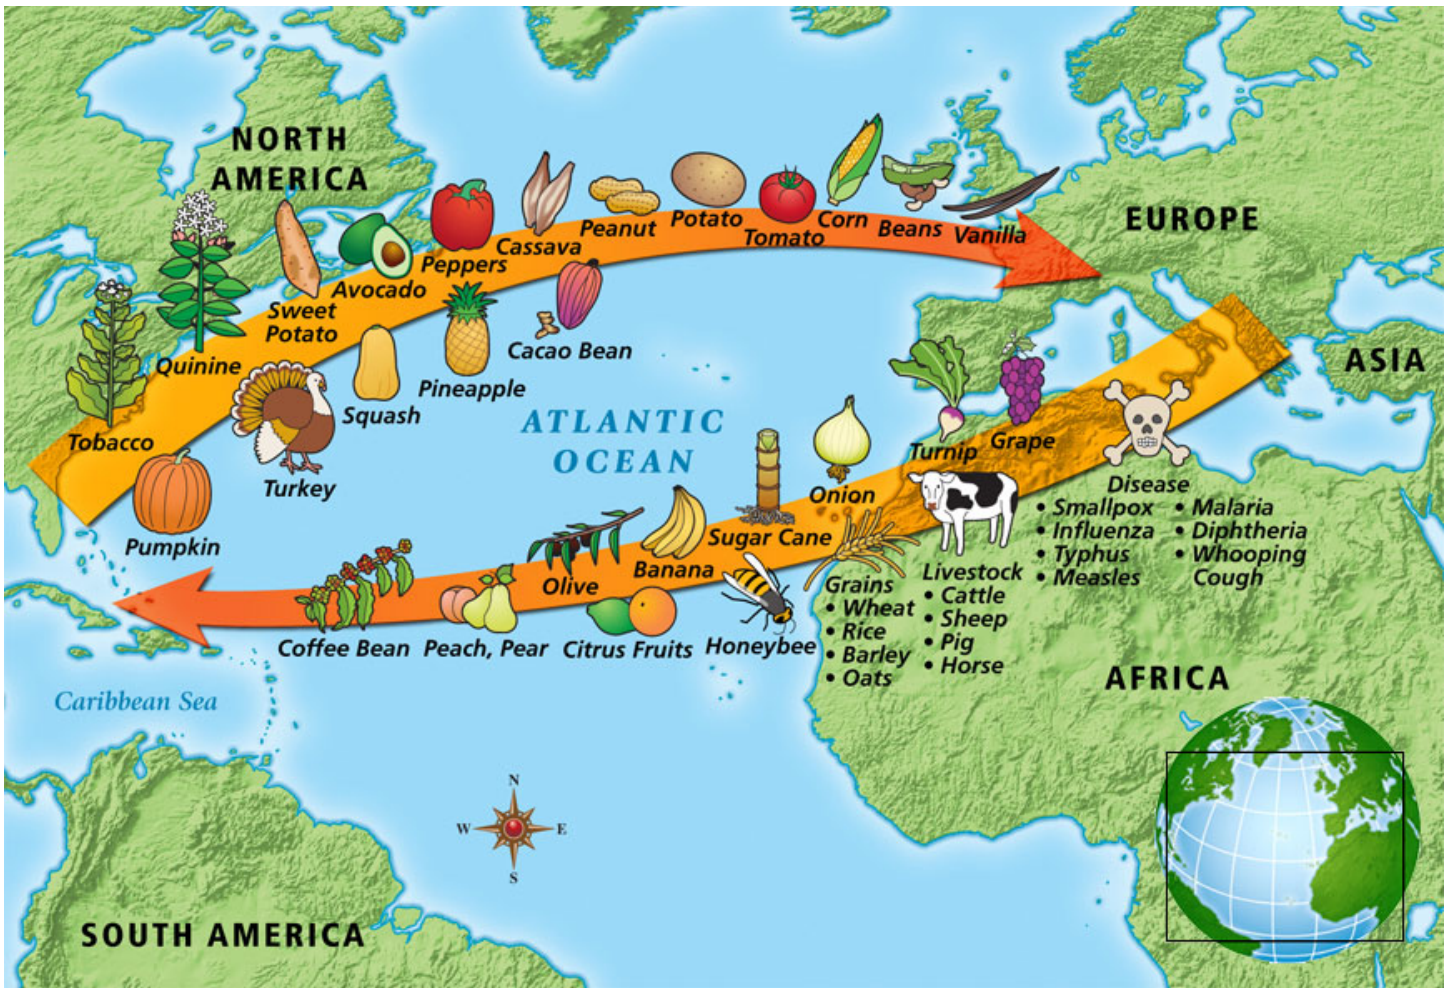 NORTH
AMERICA
EUROPE
ASIA
AFRICA
SOUTH AMERICA
ATLANTIC
OCEAN
Caribbean Sea
Tobacco
Quinine
Sweet
Potato
Avocado
Peppers
Cassava
Peanut
Potato
Tomato
Corn
Beans
Vanilla
Pumpkin
Turkey
Squash
Pineapple
Cacao Bean
Coffee Bean
Peach, Pear
Olive
Citrus Fruits
Banana
Honeybee
Sugar Cane
Onion
Grains
• Wheat
• Rice
• Barley
• Oats
Turnip
Livestock
• Cattle
• Sheep
• Pig
• Horse
Grape
Disease
• Smallpox
• Influenza
• Typhus
• Measles
• Malaria
• Diphtheria
• Whooping
Cough
N
W
E
S